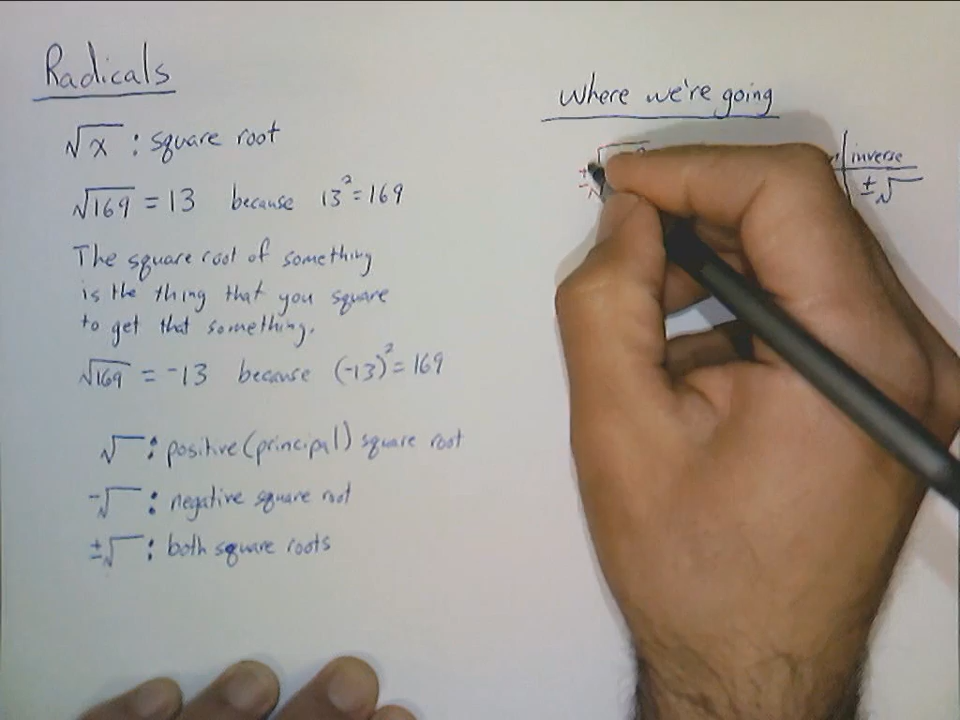 Radicals
√x : square root
√169 = 13 because 13² = 169
The square root of something
is the thing that you square
to get that something.
√169 = -13 because (-13)² = 169
√ : positive (principal) square root
-√ : negative square root
±√ : both square roots
Where we're going
inverse
±√